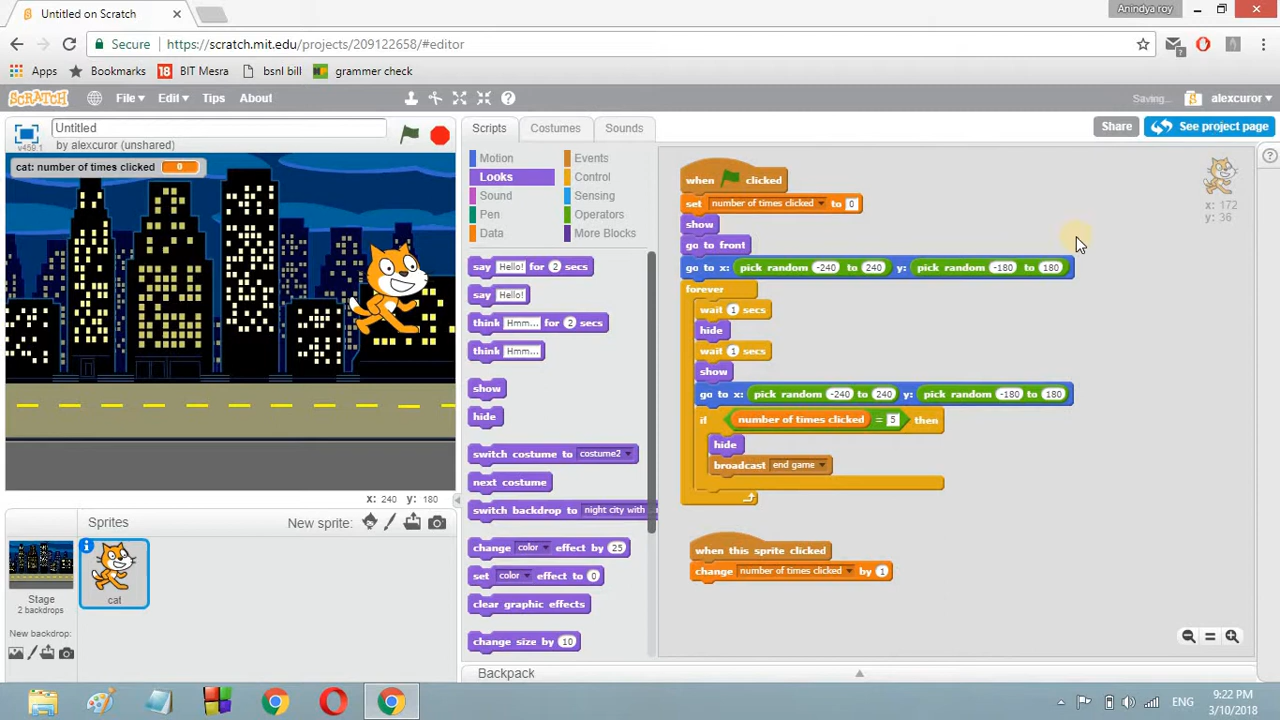 Untitled on Scratch
Anindya roy
Secure https://scratch.mit.edu/projects/209122658/#editor
Apps Bookmarks 18 BIT Mesra bsnl bill grammer check
SCRATCH File Edit Tips About Saving... alexcuror
Untitled
by alexcuror (unshared)
v459.1
Scripts Costumes Sounds
Share See project page
cat: number of times clicked 0
Motion Events
Looks Control
Sound Sensing
Pen Operators
Data More Blocks
say Hello! for 2 secs
say Hello!
think Hmm... for 2 secs
think Hmm...
show
hide
switch costume to costume2
next costume
switch backdrop to night city with
change color effect by 25
set color effect to 0
clear graphic effects
change size by 10
when clicked
set number of times clicked to 0
show
go to front
go to x: pick random -240 to 240 y: pick random -180 to 180
forever
wait 1 secs
hide
wait 1 secs
show
go to x: pick random -240 to 240 y: pick random -180 to 180
if number of times clicked = 5 then
hide
broadcast end game
when this sprite clicked
change number of times clicked by 1
x: 172
y: 36
x: 240 y: 180
Sprites New sprite:
Stage
2 backdrops
New backdrop:
cat
Backpack
ENG
9:22 PM
3/10/2018